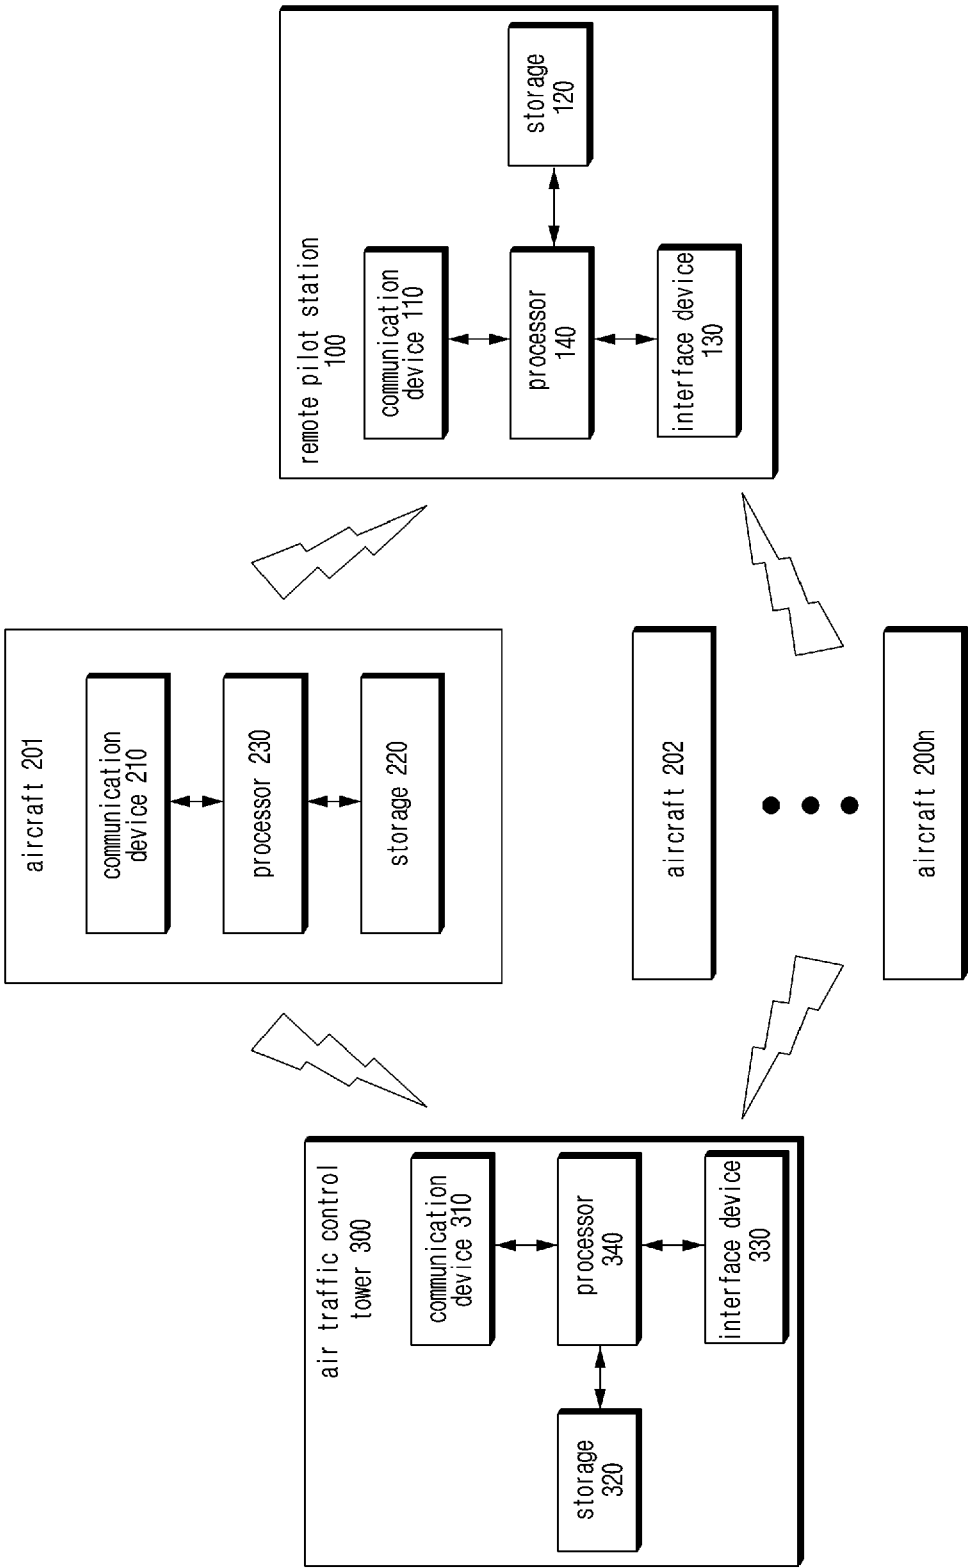 air traffic control
tower 300
communication
device 310
processor
340
interface device
330
storage
320
aircraft 201
communication
device 210
processor 230
storage 220
aircraft 202
aircraft 200n
remote pilot station
100
communication
device 110
processor
140
interface device
130
storage
120